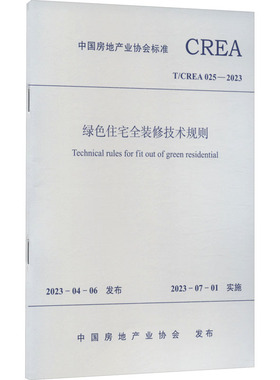 中国房地产业协会标准 CREA
T/CREA 025—2023
绿色住宅全装修技术规则
Technical rules for fit out of green residential
2023-04-06 发布 2023-07-01 实施
中国房地产业协会 发布